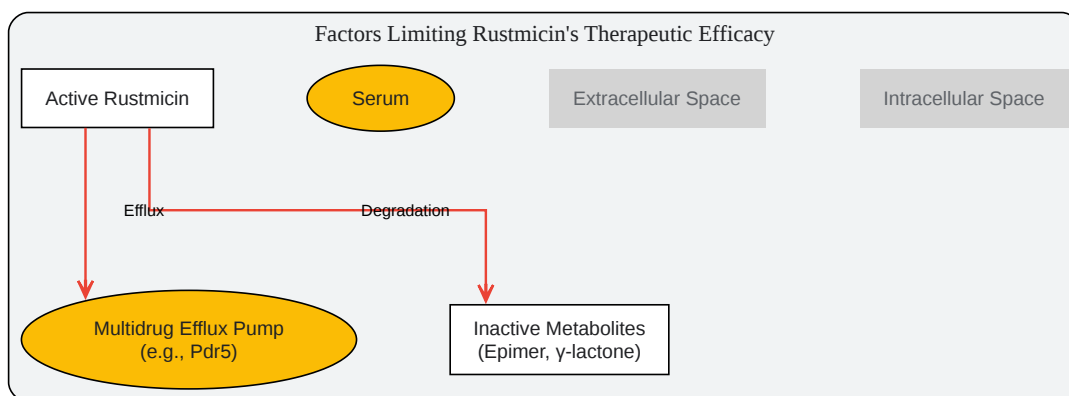 Factors Limiting Rustmicin's Therapeutic Efficacy
Active Rustmicin
Serum
Extracellular Space
Intracellular Space
Efflux
Degradation
Multidrug Efflux Pump
(e.g., Pdr5)
Inactive Metabolites
(Epimer, γ-lactone)